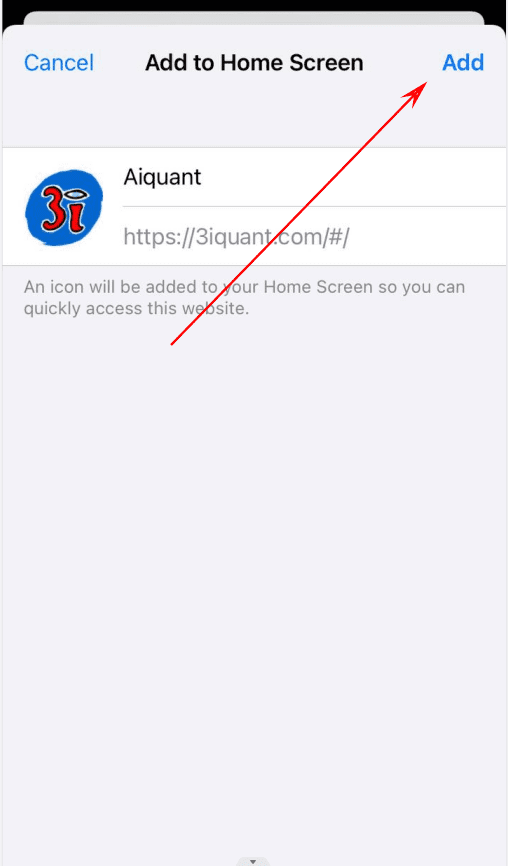 Cancel Add to Home Screen Add
3i
Aiquant
https://3iquant.com/#/
An icon will be added to your Home Screen so you can
quickly access this website.